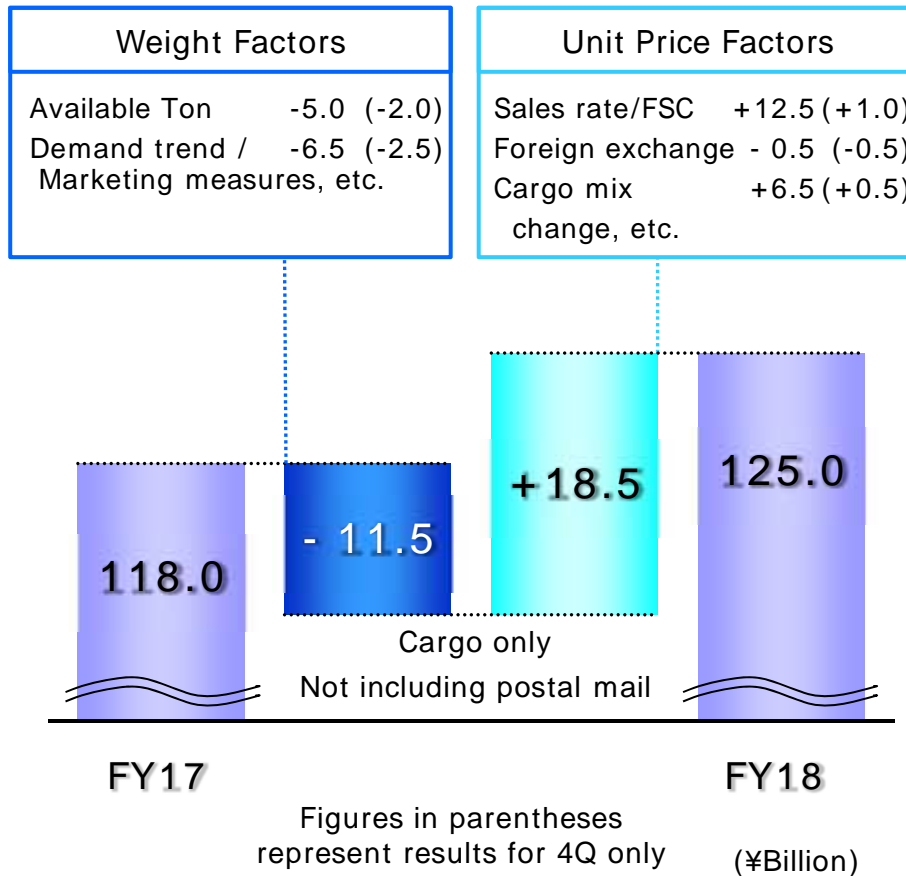 Weight Factors
Available Ton -5.0 (-2.0)
Demand trend / -6.5 (-2.5)
Marketing measures, etc.
Unit Price Factors
Sales rate/FSC +12.5 (+1.0)
Foreign exchange - 0.5 (-0.5)
Cargo mix +6.5 (+0.5)
change, etc.
118.0
- 11.5
+18.5
125.0
Cargo only
Not including postal mail
FY17
FY18
Figures in parentheses
represent results for 4Q only
(¥Billion)